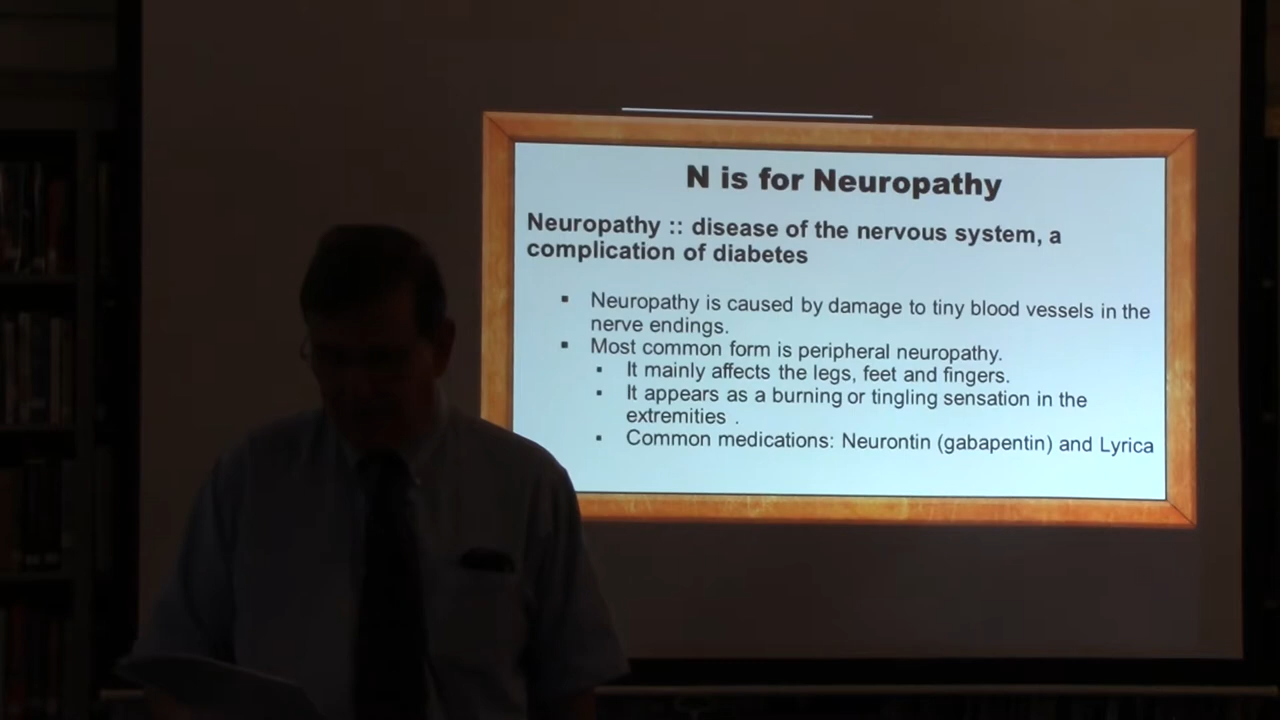 N is for Neuropathy
Neuropathy :: disease of the nervous system, a
complication of diabetes
▪ Neuropathy is caused by damage to tiny blood vessels in the
nerve endings.
▪ Most common form is peripheral neuropathy.
▪ It mainly affects the legs, feet and fingers.
▪ It appears as a burning or tingling sensation in the
extremities .
▪ Common medications: Neurontin (gabapentin) and Lyrica